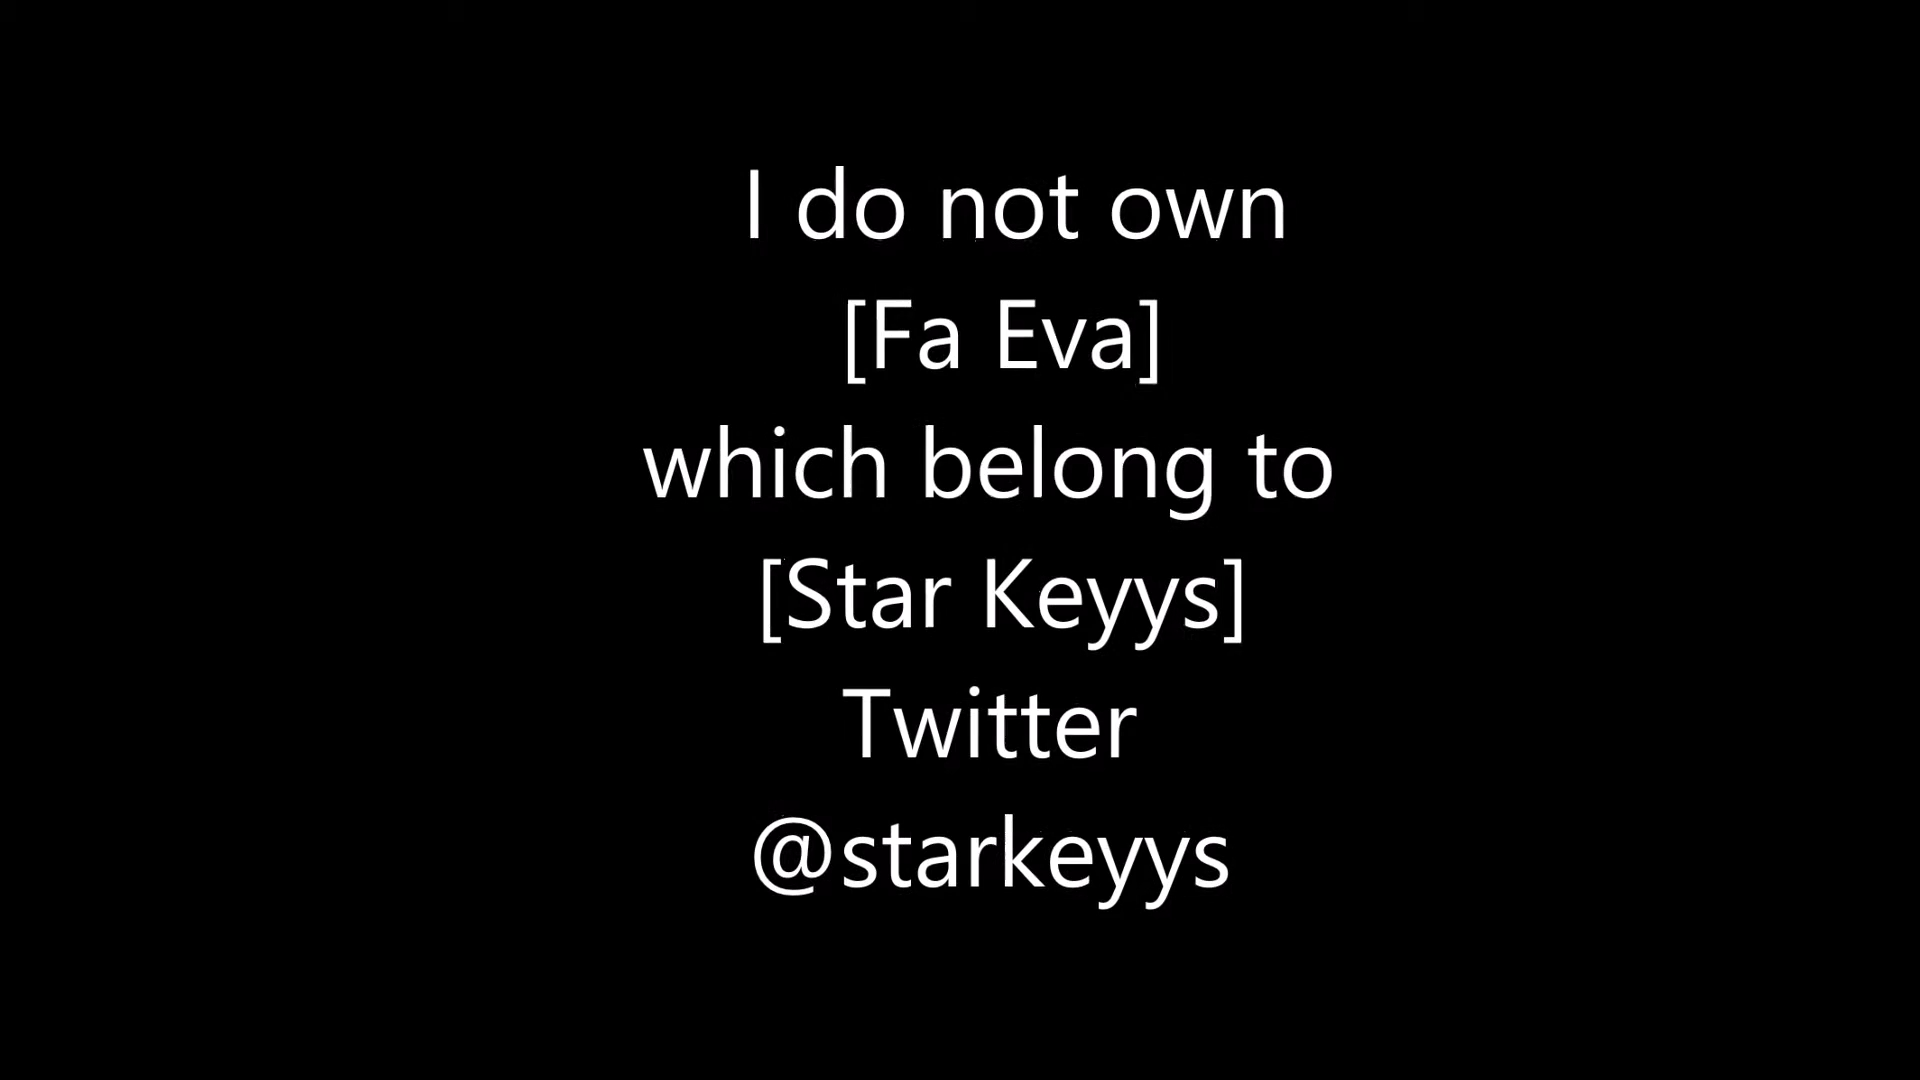 I do not own
[Fa Eva]
which belong to
[Star Keyys]
Twitter
@starkeyys